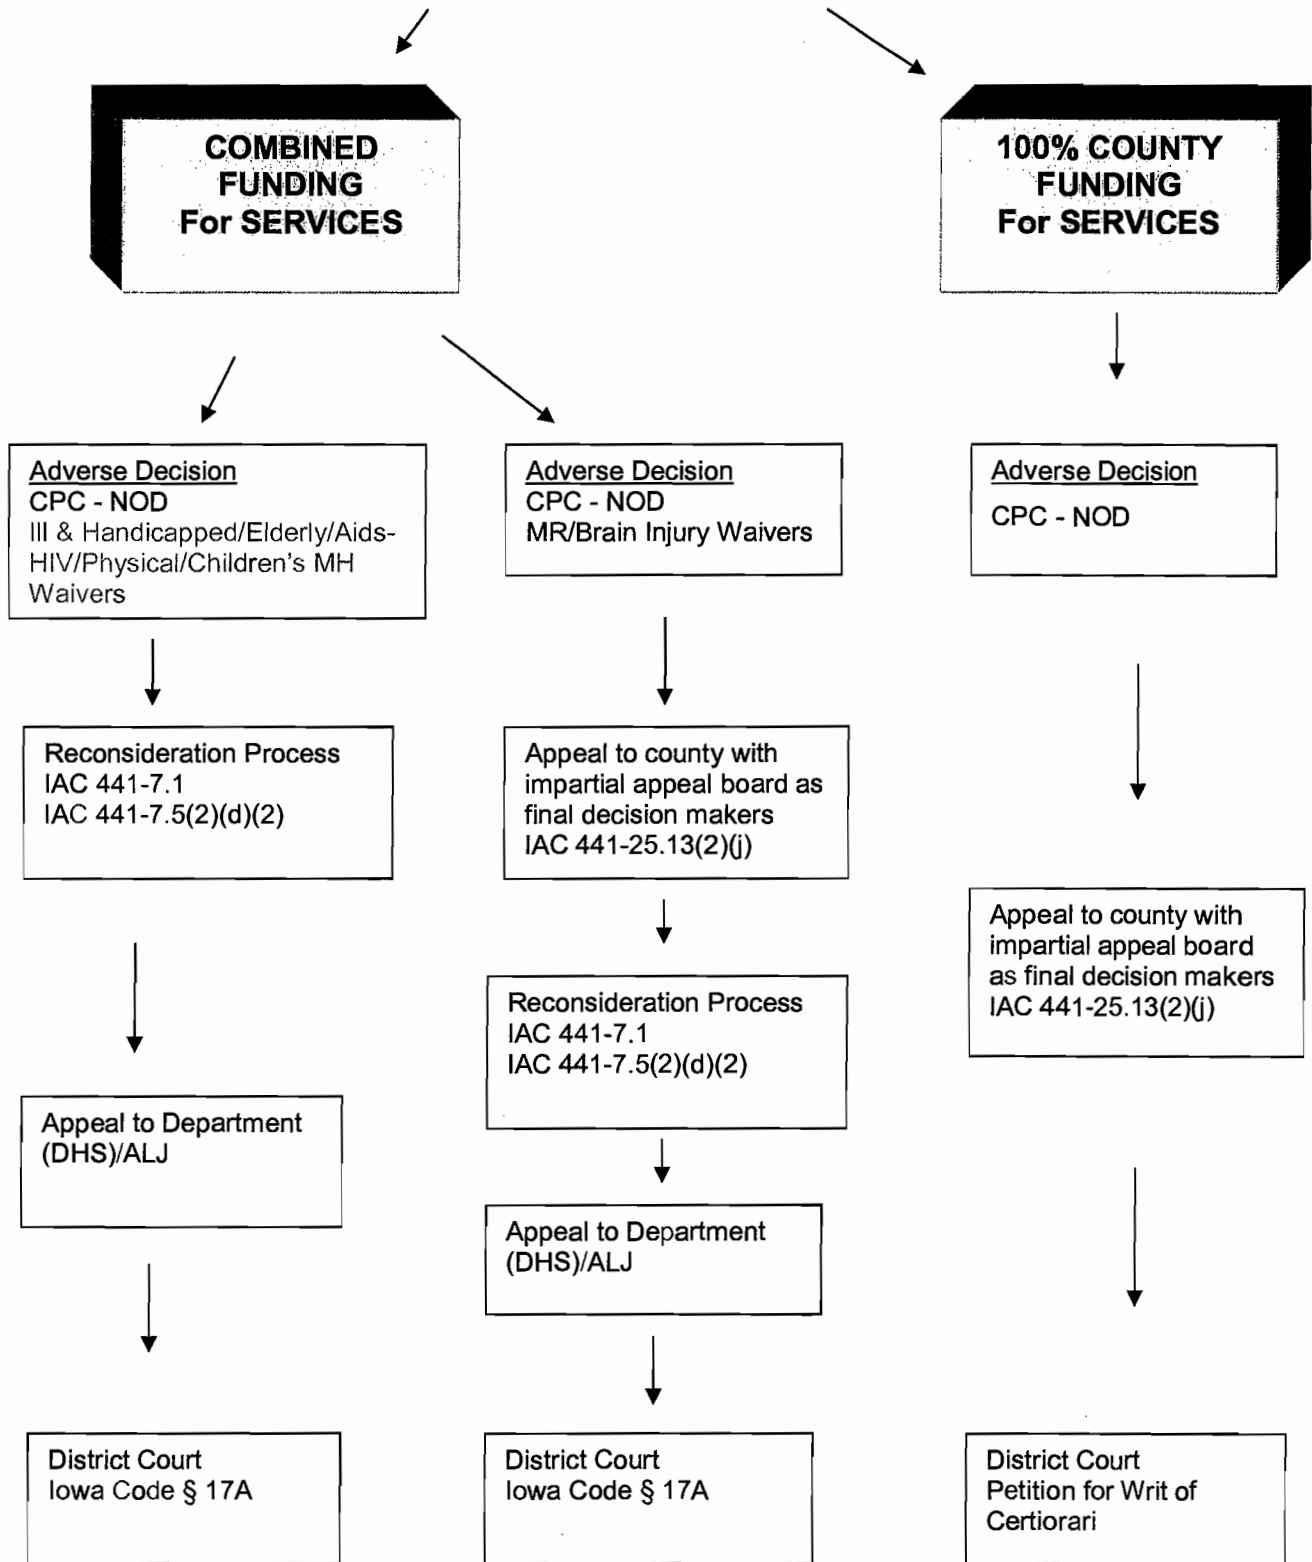 COMBINED
FUNDING
For SERVICES
100% COUNTY
FUNDING
For SERVICES
Adverse Decision
CPC - NOD
Ill & Handicapped/Elderly/Aids-
HIV/Physical/Children's MH
Waivers
Adverse Decision
CPC - NOD
MR/Brain Injury Waivers
Adverse Decision
CPC - NOD
Reconsideration Process
IAC 441-7.1
IAC 441-7.5(2)(d)(2)
Appeal to county with
impartial appeal board as
final decision makers
IAC 441-25.13(2)(j)
Appeal to county with
impartial appeal board
as final decision makers
IAC 441-25.13(2)(j)
Reconsideration Process
IAC 441-7.1
IAC 441-7.5(2)(d)(2)
Appeal to Department
(DHS)/ALJ
Appeal to Department
(DHS)/ALJ
District Court
Iowa Code § 17A
District Court
Iowa Code § 17A
District Court
Petition for Writ of
Certiorari